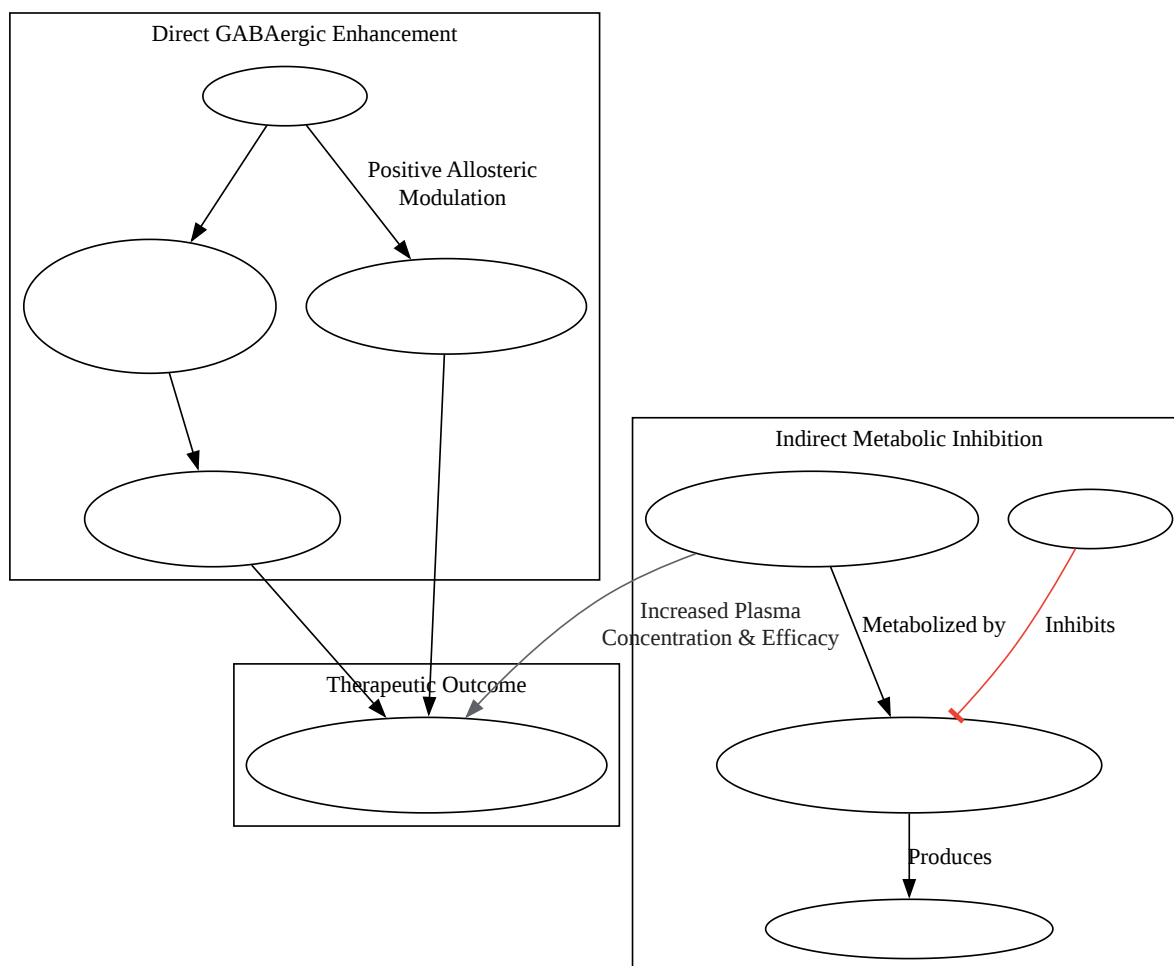 Direct GABAergic Enhancement
Positive Allosteric
Modulation
Indirect Metabolic Inhibition
Increased Plasma
Concentration & Efficacy
Metabolized by
Inhibits
Therapeutic Outcome
Produces